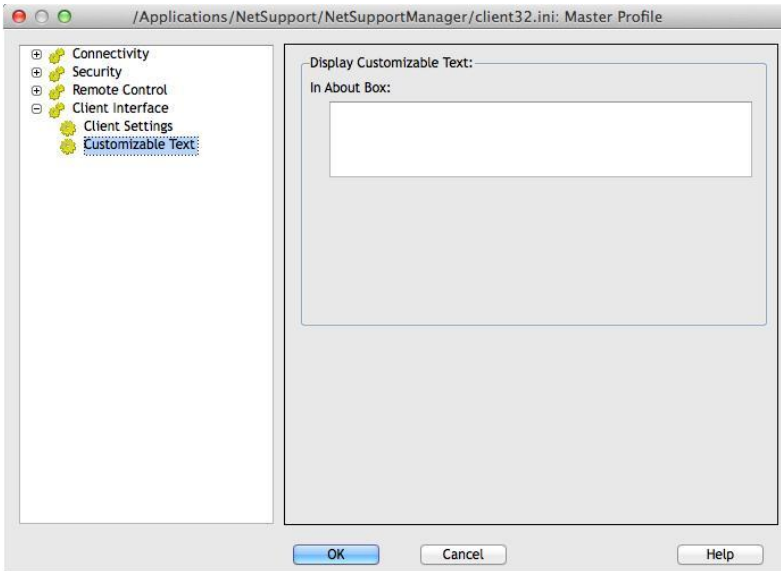 /Applications/NetSupport/NetSupportManager/client32.ini: Master Profile
Connectivity
Security
Remote Control
Client Interface
Client Settings
Customizable Text
Display Customizable Text:
In About Box:
OK
Cancel
Help